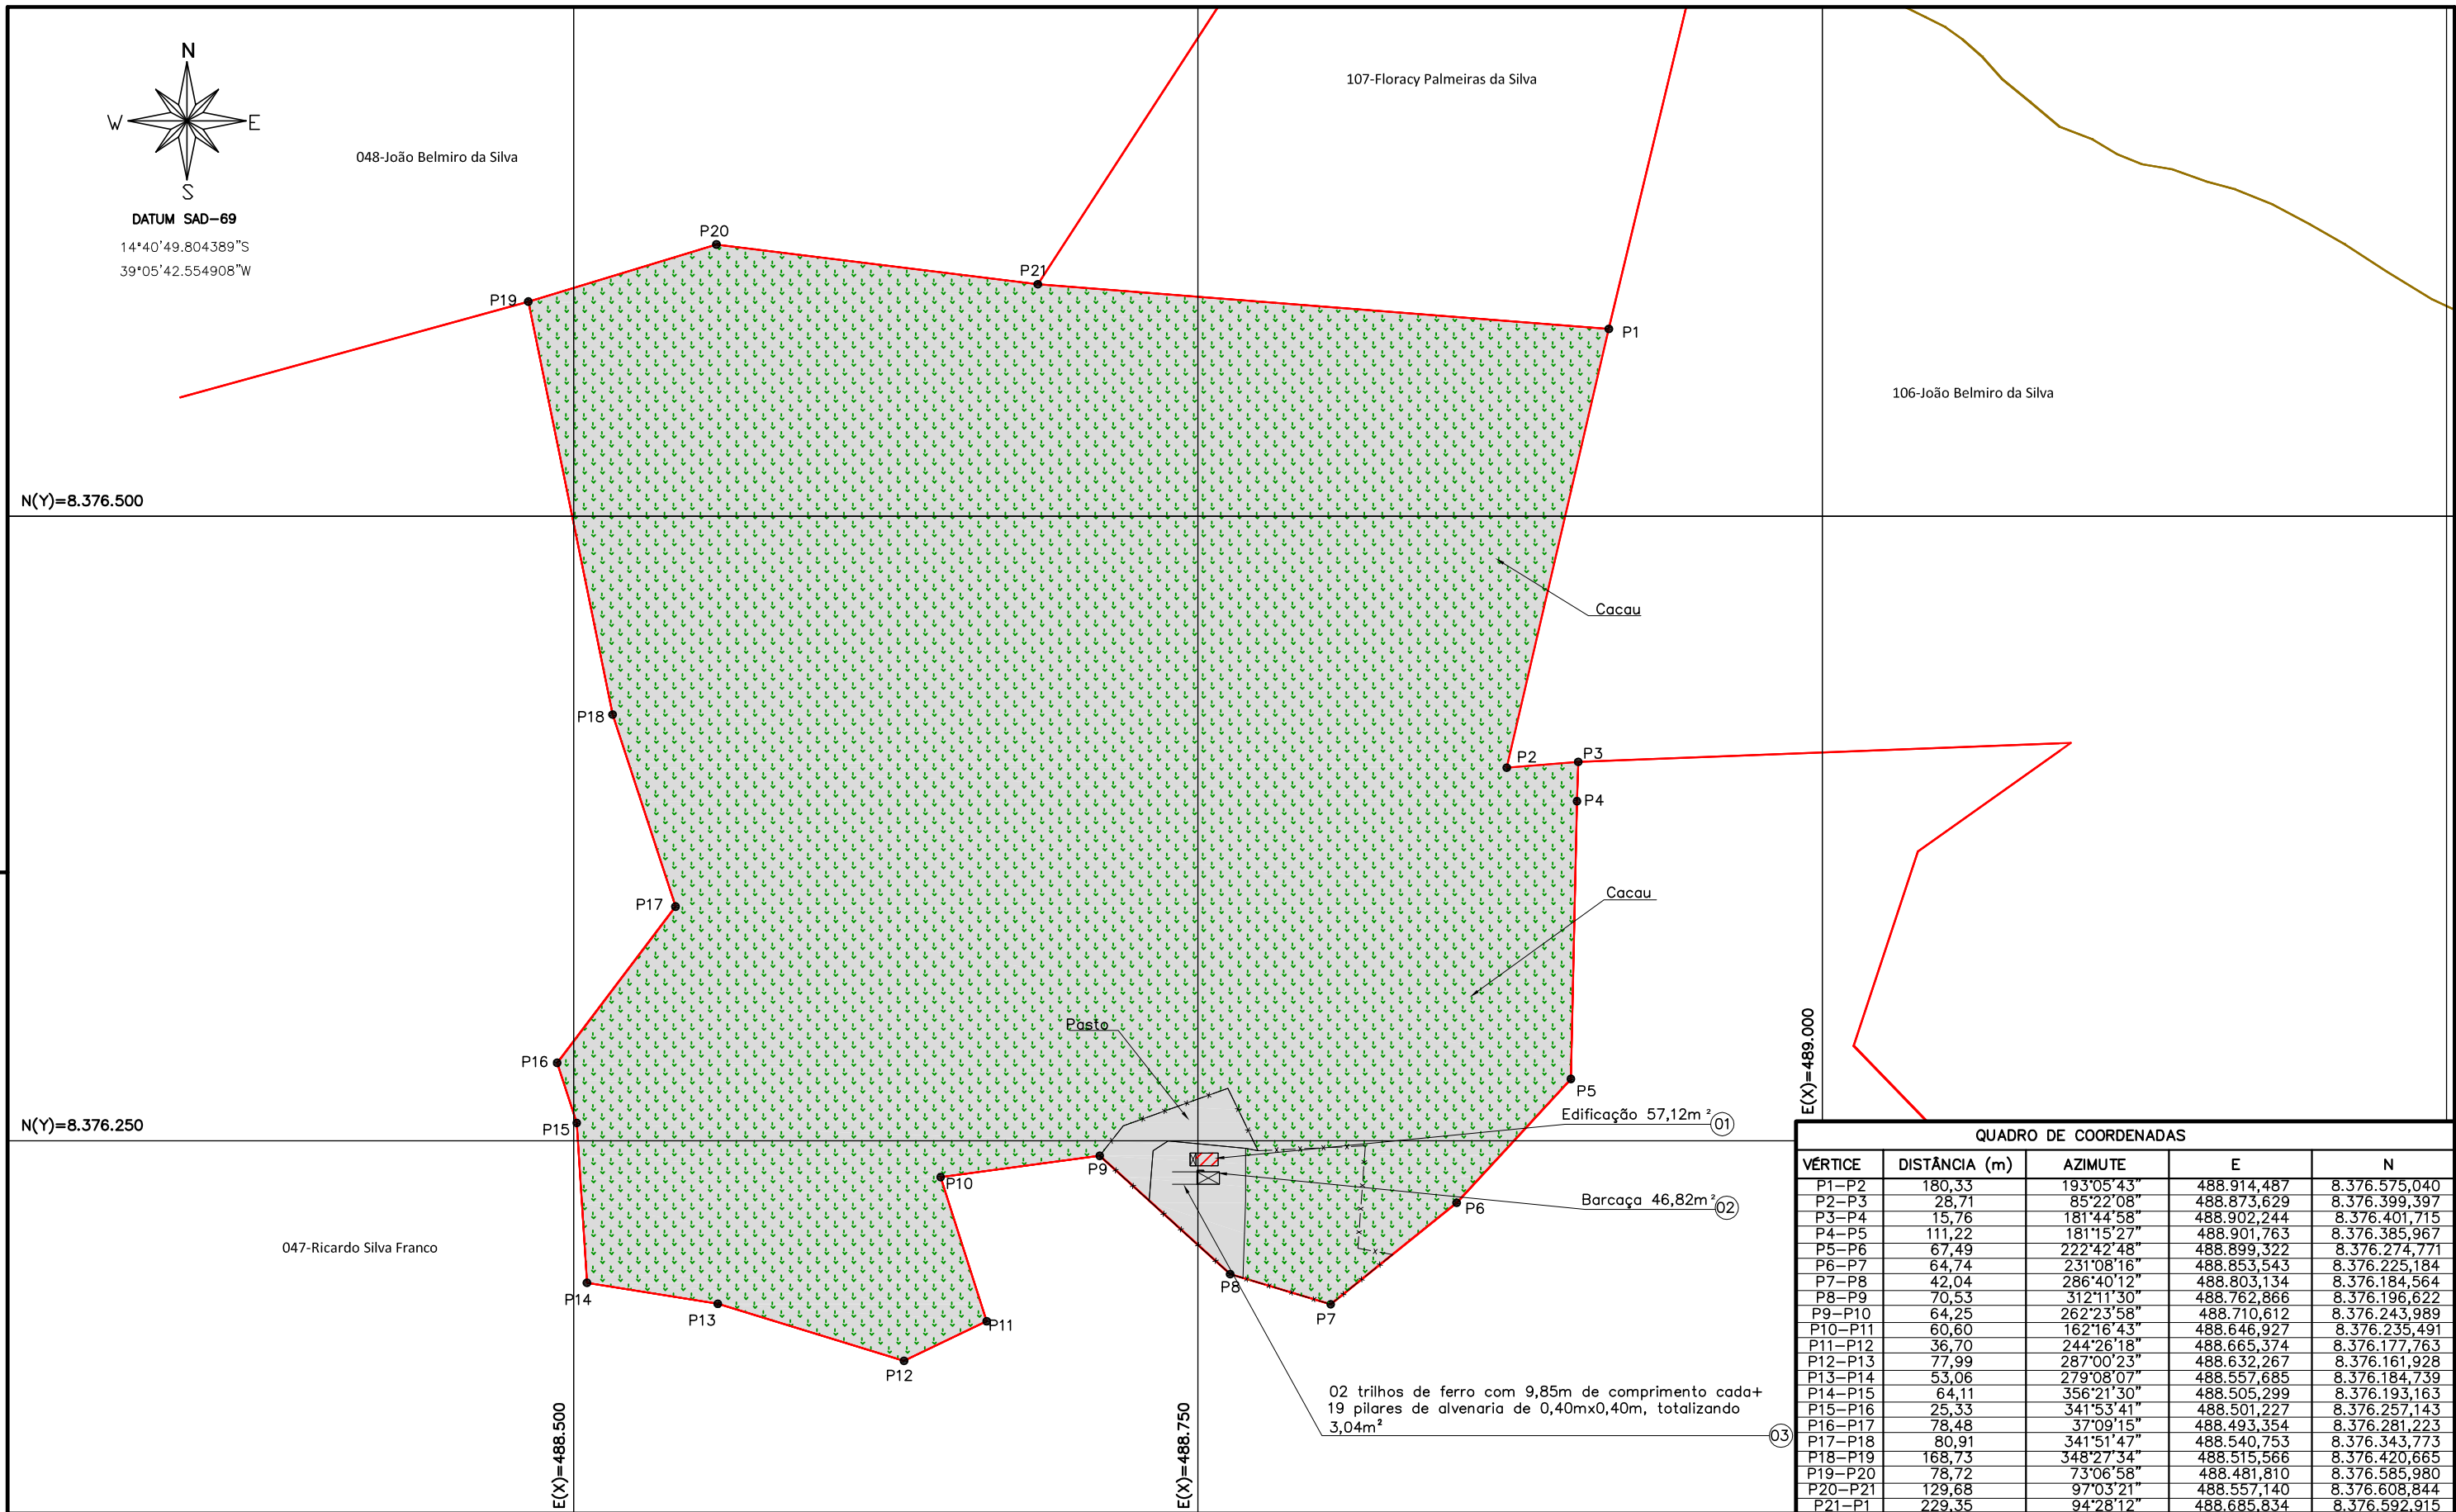 N
W
E
S
DATUM SAD-69
14°40'49.804389"S
39°05'42.554908"W
048-João Belmiro da Silva
107-Floracy Palmeiras da Silva
106-João Belmiro da Silva
047-Ricardo Silva Franco
P20
P21
P19
P1
N(Y)=8.376.500
Cacau
P18
P2
P3
P4
Cacau
P17
Pasto
P16
P5
E(X)=489.000
N(Y)=8.376.250
P15
Edificação 57,12m² 01
P9
P10
Barcaça 46,82m² 02
P6
P8
P14
P13
P11
P7
P12
02 trilhos de ferro com 9,85m de comprimento cada+
19 pilares de alvenaria de 0,40mx0,40m, totalizando
3,04m²
03
E(X)=488.500
E(X)=488.750
QUADRO DE COORDENADAS
VÉRTICE DISTÂNCIA (m) AZIMUTE E N
P1-P2 180,33 193°05'43" 488.914,487 8.376.575,040
P2-P3 28,71 85°22'08" 488.873,629 8.376.399,397
P3-P4 15,76 181°44'58" 488.902,244 8.376.401,715
P4-P5 111,22 181°15'27" 488.901,763 8.376.385,967
P5-P6 67,49 222°42'48" 488.899,322 8.376.274,771
P6-P7 64,74 231°08'16" 488.853,543 8.376.225,184
P7-P8 42,04 286°40'12" 488.803,134 8.376.184,564
P8-P9 70,53 312°11'30" 488.762,866 8.376.196,622
P9-P10 64,25 262°23'58" 488.710,612 8.376.243,989
P10-P11 60,60 162°16'43" 488.646,927 8.376.235,491
P11-P12 36,70 244°26'18" 488.665,374 8.376.177,763
P12-P13 77,99 287°00'23" 488.632,267 8.376.161,928
P13-P14 53,06 279°08'07" 488.557,685 8.376.184,739
P14-P15 64,11 356°21'30" 488.505,299 8.376.193,163
P15-P16 25,33 341°53'41" 488.501,227 8.376.257,143
P16-P17 78,48 37°09'15" 488.493,354 8.376.281,223
P17-P18 80,91 341°51'47" 488.540,753 8.376.343,773
P18-P19 168,73 348°27'34" 488.515,566 8.376.420,665
P19-P20 78,72 73°06'58" 488.481,810 8.376.585,980
P20-P21 129,68 97°03'21" 488.557,140 8.376.608,844
P21-P1 229,35 94°28'12" 488.685,834 8.376.592,915